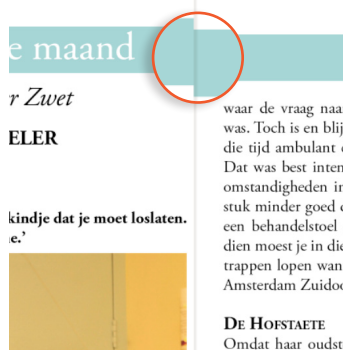 e maand
r Zwet
ELER
kindje dat je moet loslaten.
e.’
waar de vraag naa
was. Toch is en blij
die tijd ambulant
Dat was best inten
omstandigheden in
stuk minder goed
een behandelstoel
dien moest je in die
trappen lopen wan
Amsterdam Zuidoo
De Hofstaete
Omdat haar oudst